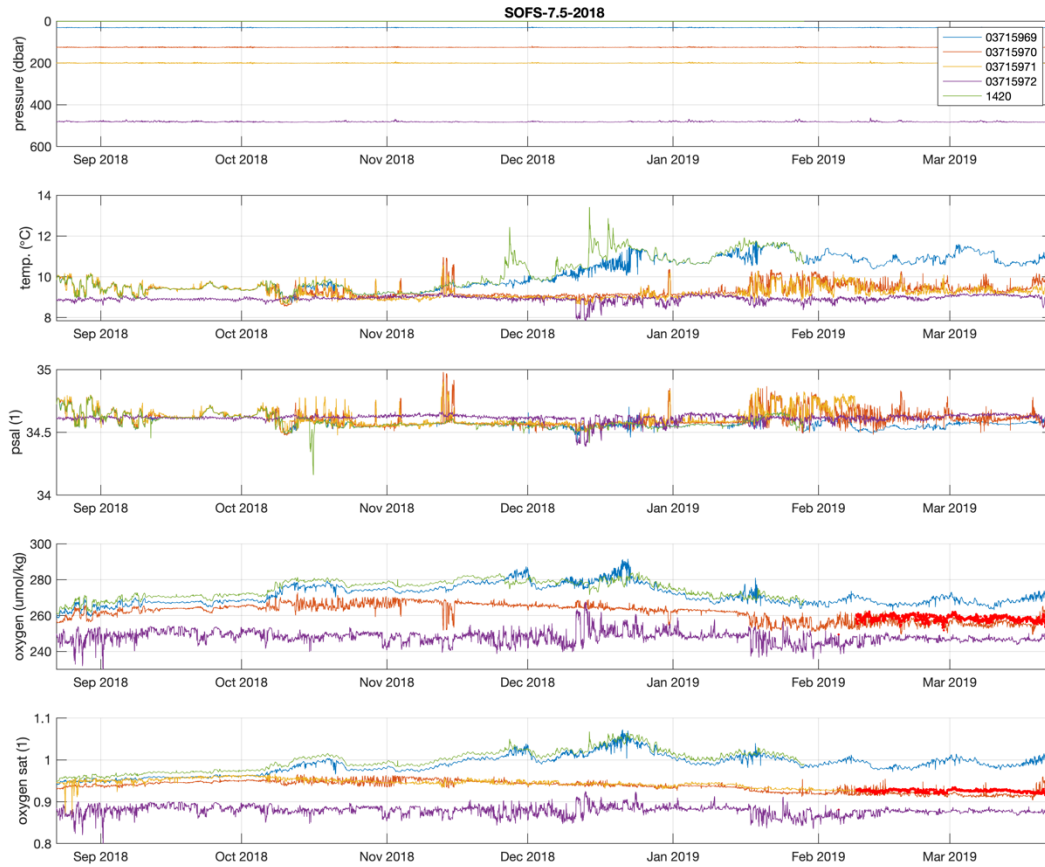 SOFS-7.5-2018
pressure (dbar)
0
200
400
600
03715969
03715970
03715971
03715972
1420
Sep 2018 Oct 2018 Nov 2018 Dec 2018 Jan 2019 Feb 2019 Mar 2019
temp. (°C)
14
12
10
8
Sep 2018 Oct 2018 Nov 2018 Dec 2018 Jan 2019 Feb 2019 Mar 2019
psal (1)
35
34.5
34
Sep 2018 Oct 2018 Nov 2018 Dec 2018 Jan 2019 Feb 2019 Mar 2019
oxygen (umol/kg)
300
280
260
240
Sep 2018 Oct 2018 Nov 2018 Dec 2018 Jan 2019 Feb 2019 Mar 2019
oxygen sat (1)
1.1
1
0.9
0.8
Sep 2018 Oct 2018 Nov 2018 Dec 2018 Jan 2019 Feb 2019 Mar 2019